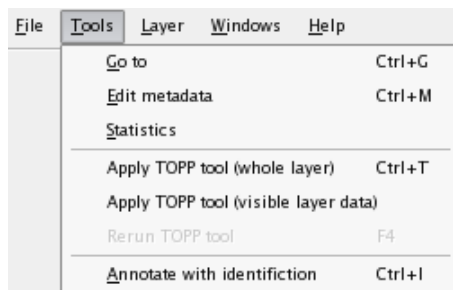 File Tools Layer Windows Help
Go to Ctrl+G
Edit metadata Ctrl+M
Statistics
Apply TOPP tool (whole layer) Ctrl+T
Apply TOPP tool (visible layer data)
Rerun TOPP tool F4
Annotate with identifiction Ctrl+I